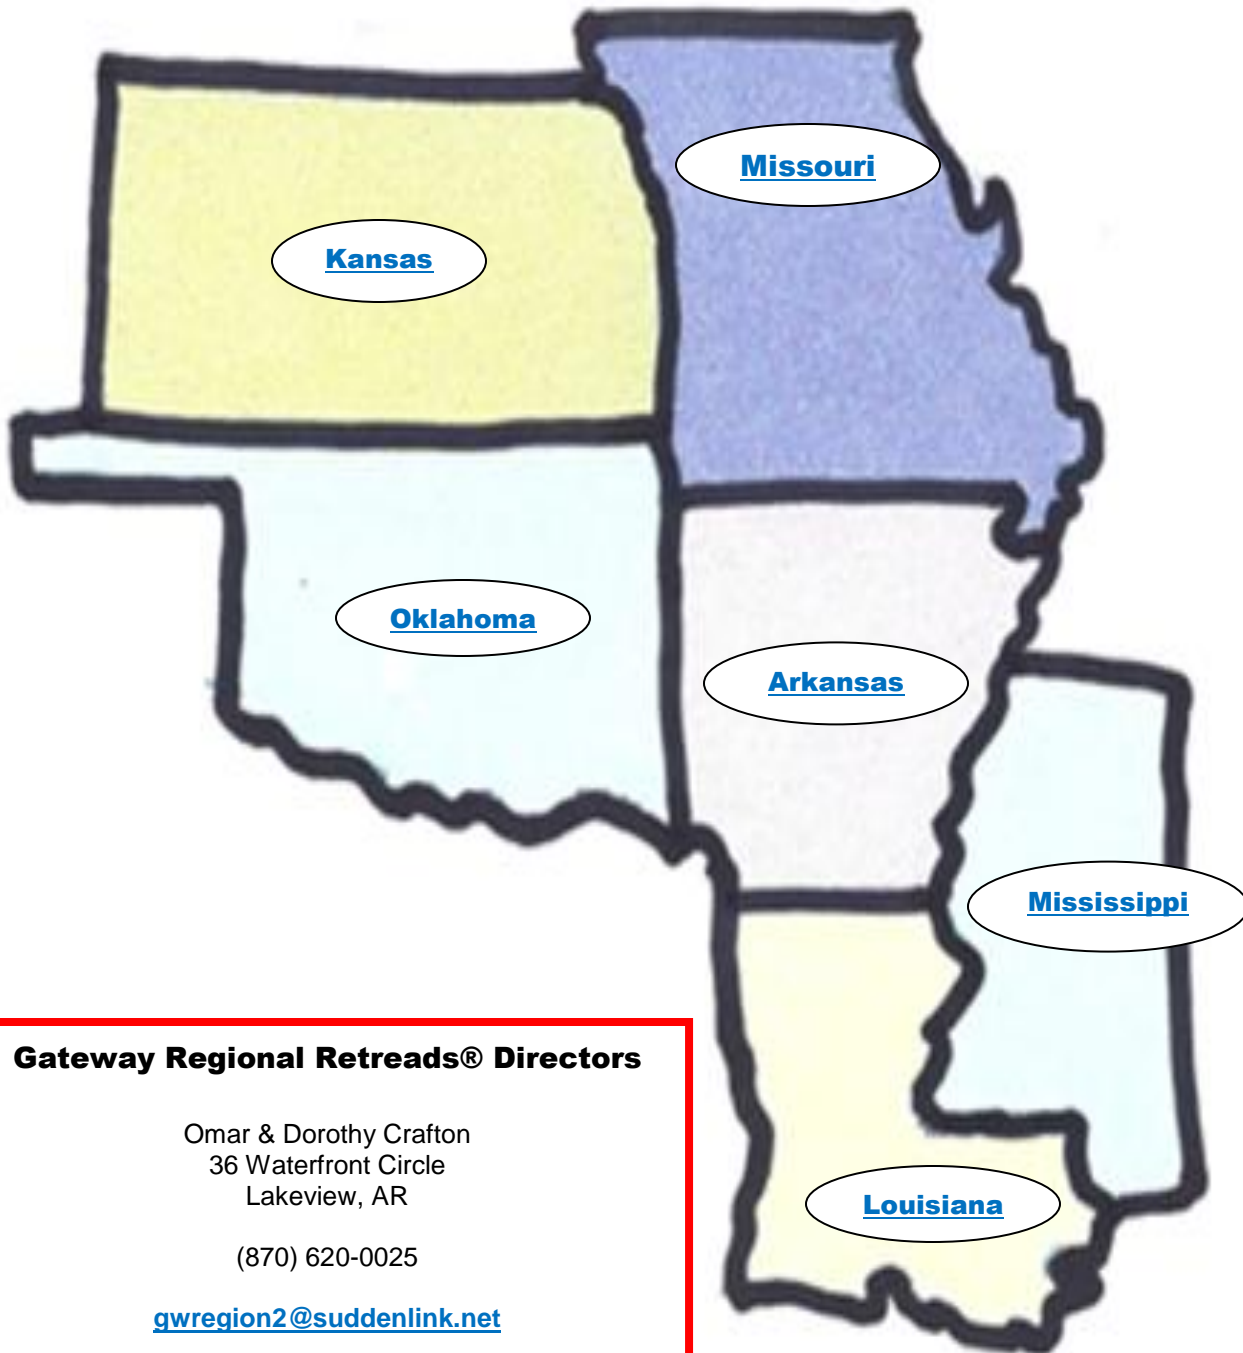 Missouri
Kansas
Oklahoma
Arkansas
Mississippi
Louisiana
Gateway Regional Retreads® Directors
Omar & Dorothy Crafton
36 Waterfront Circle
Lakeview, AR
(870) 620-0025
gwregion2@suddenlink.net